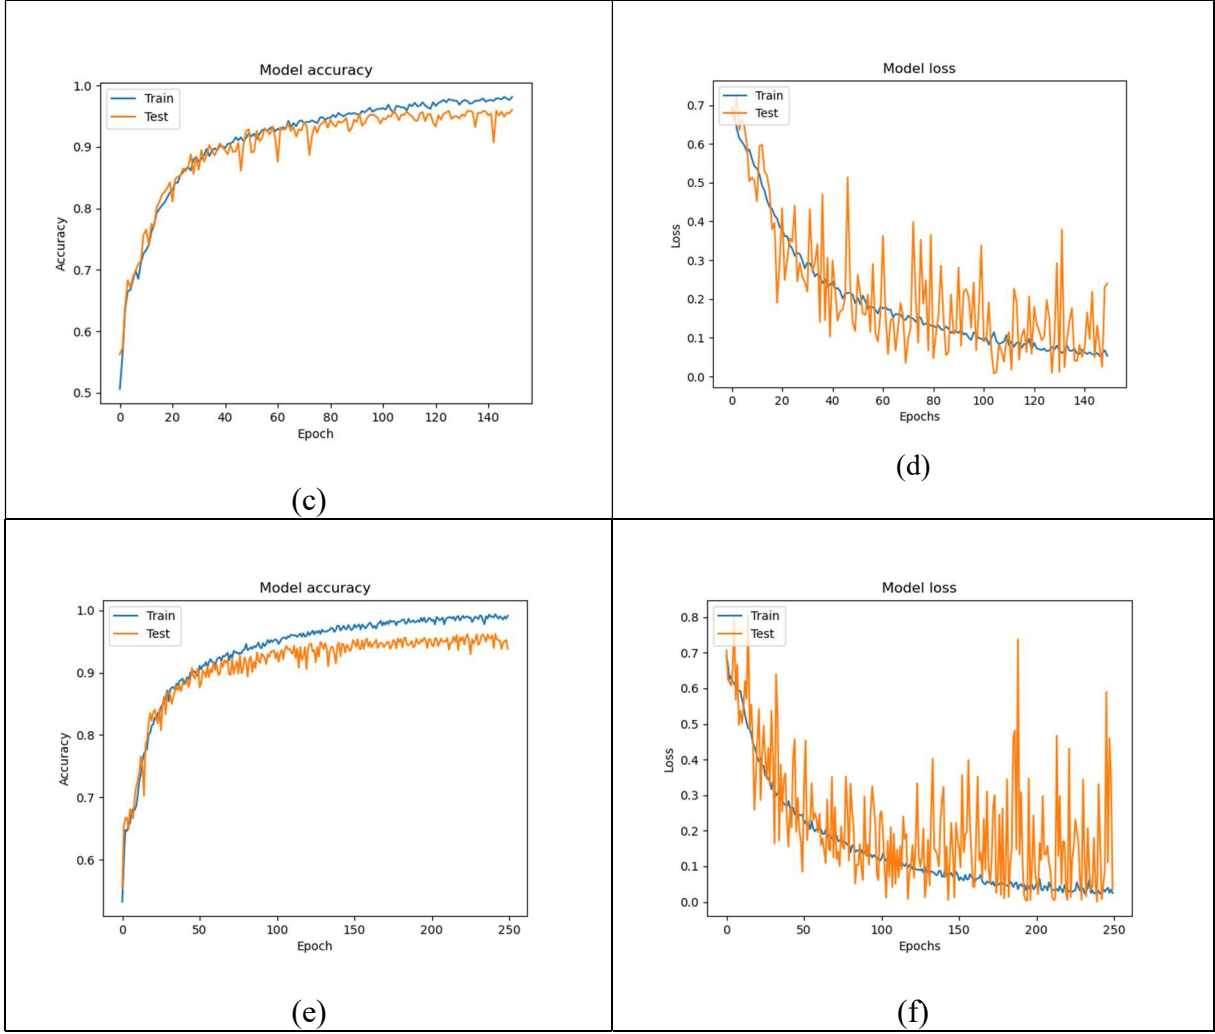 Model accuracy
Train
Test
1.0
0.9
0.8
0.7
0.6
0.5
Accuracy
0 20 40 60 80 100 120 140
Epoch
(c)
Model loss
Train
Test
0.7
0.6
0.5
0.4
0.3
0.2
0.1
0.0
Loss
0 20 40 60 80 100 120 140
Epochs
(d)
Model accuracy
Train
Test
1.0
0.9
0.8
0.7
0.6
Accuracy
0 50 100 150 200 250
Epoch
(e)
Model loss
Train
Test
0.8
0.7
0.6
0.5
0.4
0.3
0.2
0.1
0.0
Loss
0 50 100 150 200 250
Epochs
(f)